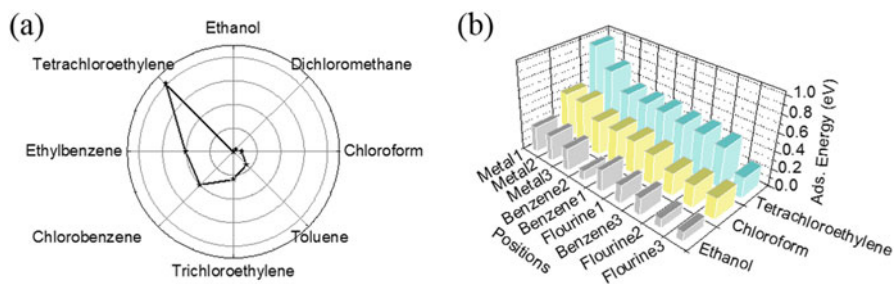 (a)
Ethanol
Tetrachloroethylene
Dichloromethane
Ethylbenzene
Chloroform
Chlorobenzene
Toluene
Trichloroethylene
(b)
1.0
0.8
0.6
0.4
0.2
0.0
Ads. Energy (eV)
Metal1
Metal2
Metal3
Benzene2
Benzene1
Flourine1
Benzene3
Flourine2
Flourine3
Positions
Tetrachloroethylene
Chloroform
Ethanol